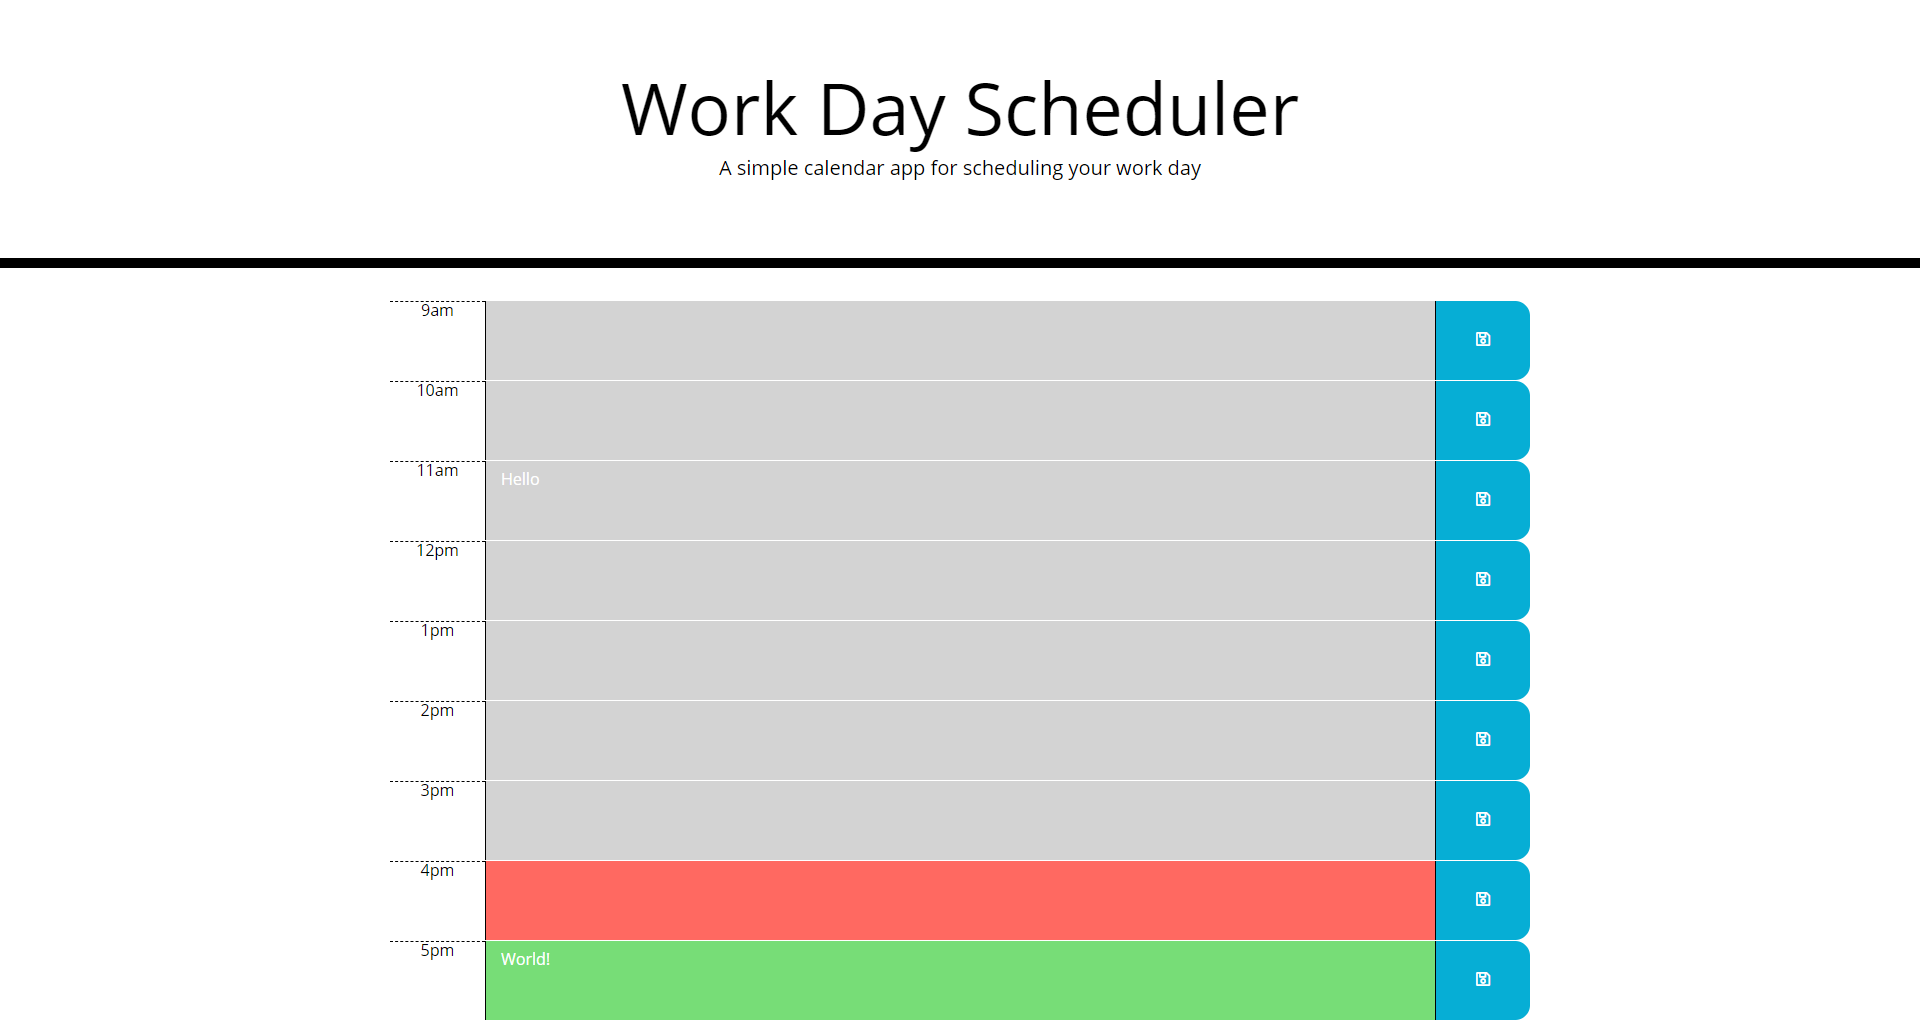 Work Day Scheduler
A simple calendar app for scheduling your work day
9am
10am
11am
Hello
12pm
1pm
2pm
3pm
4pm
5pm
World!